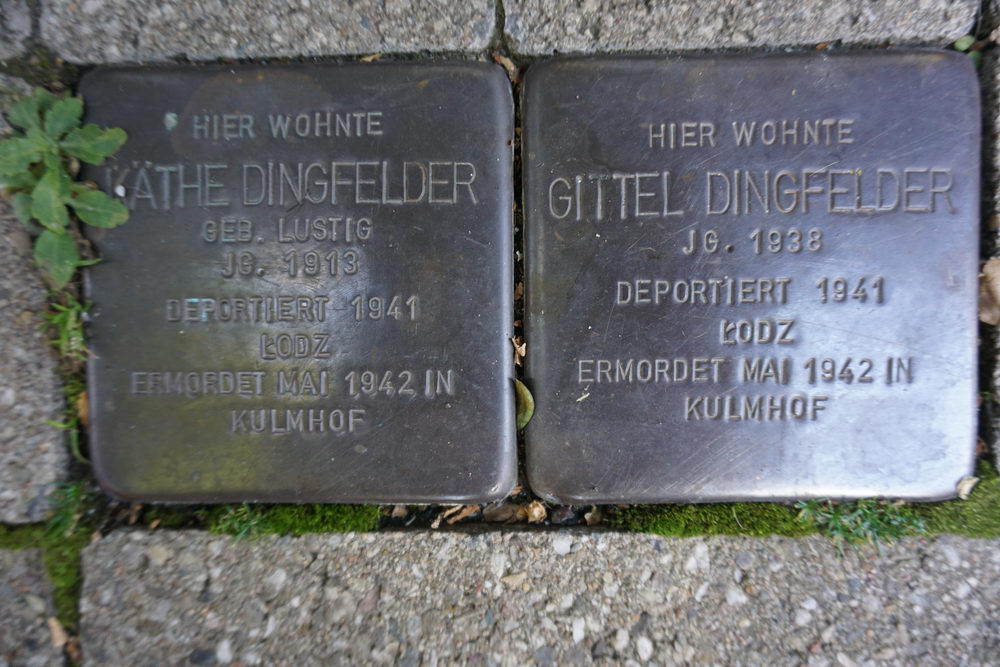 HIER WOHNTE
KÄTHE DINGFELDER
GEB. LUSTIG
JG. 1913
DEPORTIERT 1941
ŁODZ
ERMORDET MAI 1942 IN
KULMHOF
HIER WOHNTE
GITTEL DINGFELDER
JG. 1938
DEPORTIERT 1941
ŁODZ
ERMORDET MAI 1942 IN
KULMHOF